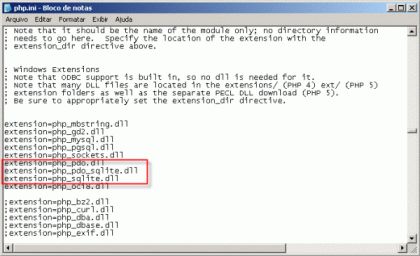 php.ini - Bloco de notas
Arquivo Editar Formatar Exibir Ajuda
; Note that it should be the name of the module only; no directory information
; needs to go here.  Specify the location of the extension with the
; extension_dir directive above.
; Windows Extensions
; Note that ODBC support is built in, so no dll is needed for it.
; Note that many DLL files are located in the extensions/ (PHP 4) ext/ (PHP 5)
; extension folders as well as the separate PECL DLL download (PHP 5).
; Be sure to appropriately set the extension_dir directive.
extension=php_mbstring.dll
extension=php_gd2.dll
extension=php_mysql.dll
extension=php_pgsql.dll
extension=php_sockets.dll
extension=php_pdo.dll
extension=php_pdo_sqlite.dll
extension=php_sqlite.dll
extension=php_oci8.dll
;extension=php_bz2.dll
;extension=php_curl.dll
;extension=php_dba.dll
;extension=php_dbase.dll
;extension=php_exif.dll